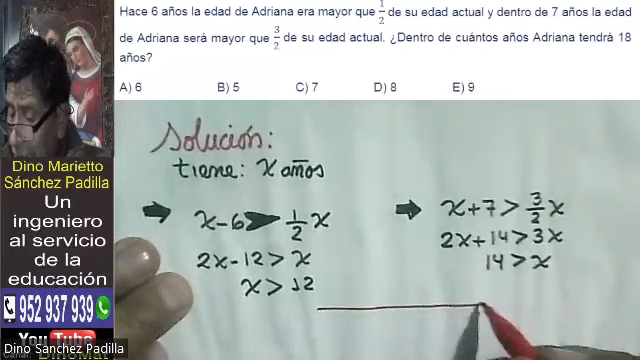 Hace 6 años la edad de Adriana era mayor que 1/2 de su edad actual y dentro de 7 años la edad
de Adriana será mayor que 3/2 de su edad actual. ¿Dentro de cuántos años Adriana tendrá 18
años?
A) 6 B) 5 C) 7 D) 8 E) 9
Solución:
tiene: x años
x-6 > 1/2 x
2x-12 > x
x > 12
x+7 > 3/2 x
2x+14 > 3x
14 > x
Dino Marietto
Sánchez Padilla
Un
ingeniero
al servicio
de la
educación
952 937 939
You Tube
Dino Sánchez Padilla